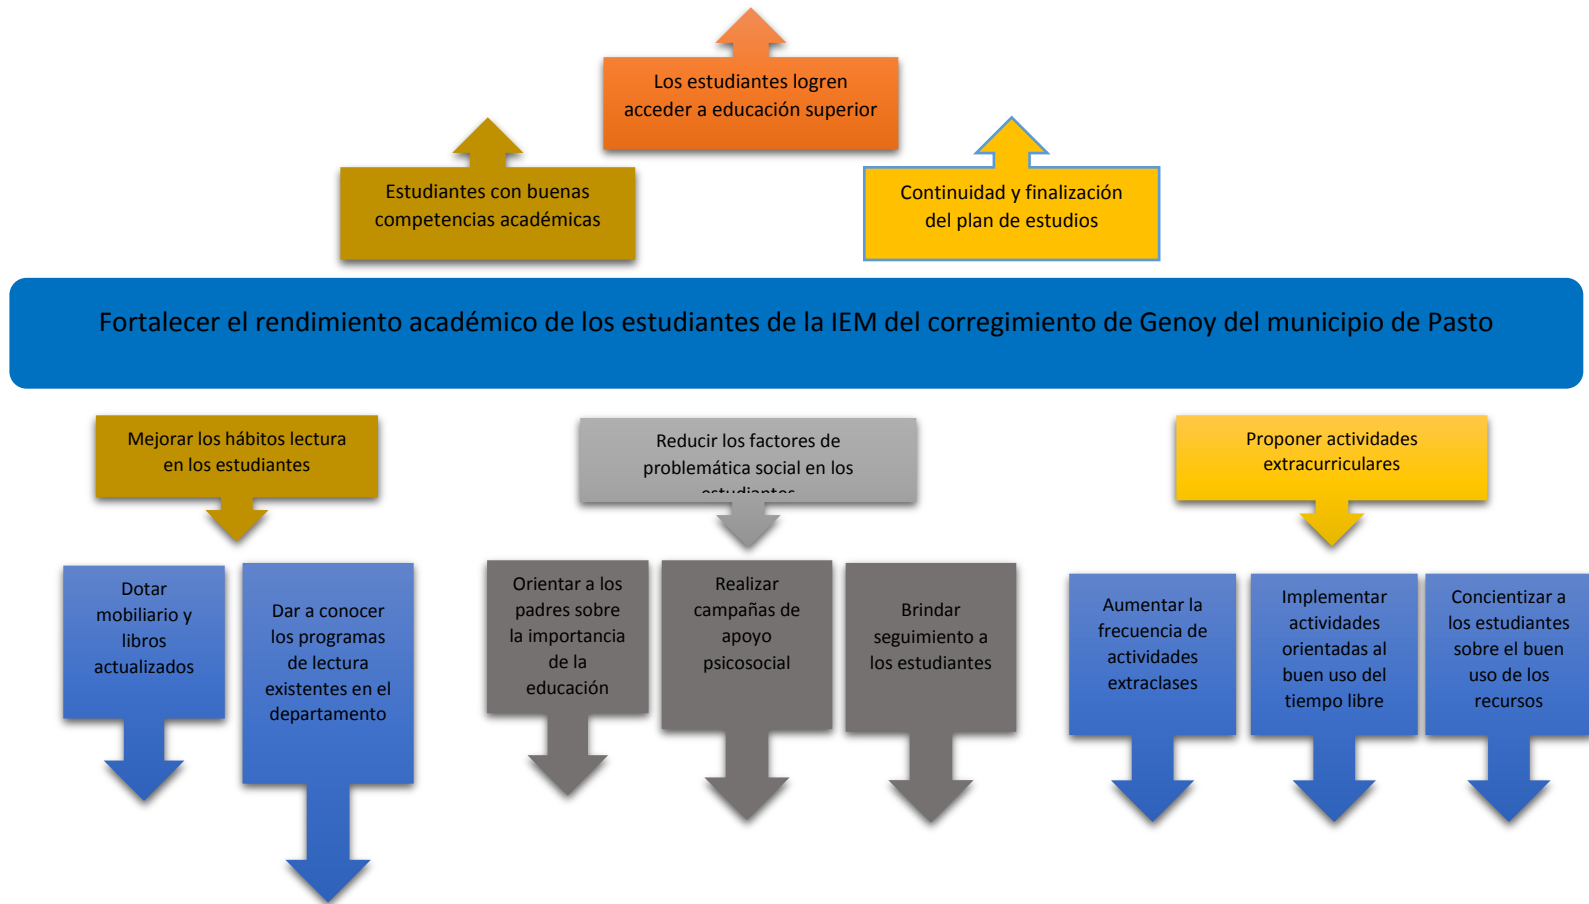 Los estudiantes logren
acceder a educación superior
Estudiantes con buenas
competencias académicas
Continuidad y finalización
del plan de estudios
Fortalecer el rendimiento académico de los estudiantes de la IEM del corregimiento de Genoy del municipio de Pasto
Mejorar los hábitos lectura
en los estudiantes
Reducir los factores de
problemática social en los
estudiantes
Proponer actividades
extracurriculares
Dotar
mobiliario y
libros
actualizados
Dar a conocer
los programas
de lectura
existentes en el
departamento
Orientar a los
padres sobre
la importancia
de la
educación
Realizar
campañas de
apoyo
psicosocial
Brindar
seguimiento a
los estudiantes
Aumentar la
frecuencia de
actividades
extraclases
Implementar
actividades
orientadas al
buen uso del
tiempo libre
Concientizar a
los estudiantes
sobre el buen
uso de los
recursos